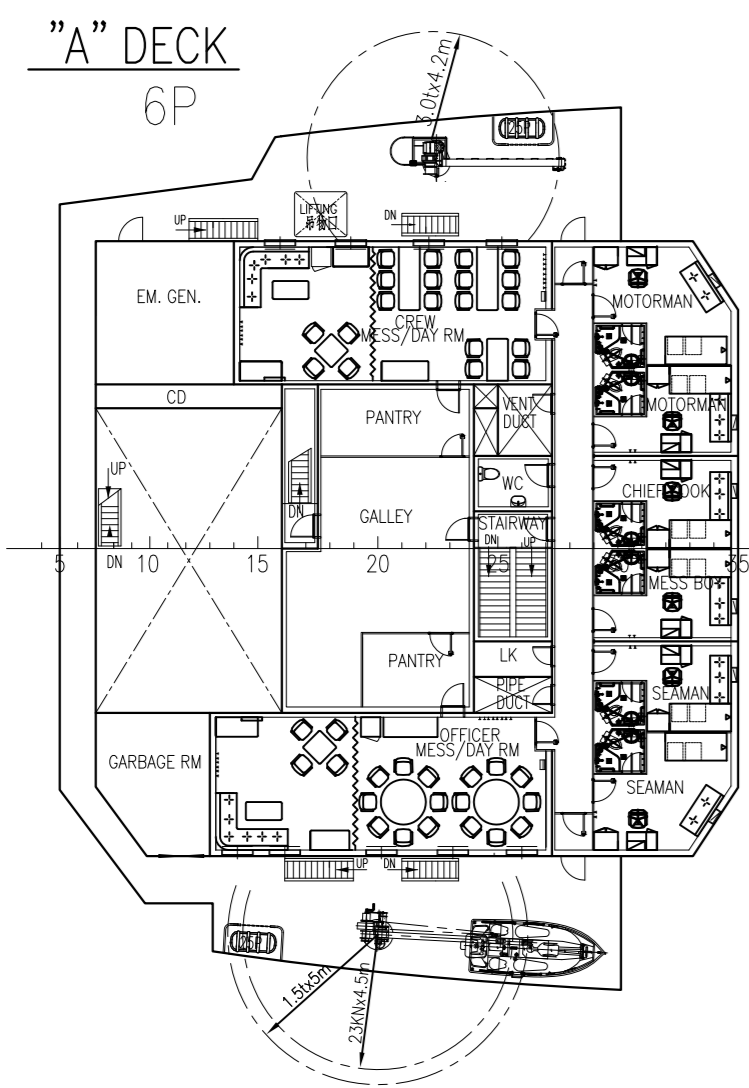 "A" DECK
6P
3.0tx4.2m
25P
LIFTING
吊物口
UP
DN
EM. GEN.
CREW
MESS/DAY RM
MOTORMAN
CD
PANTRY
VENT
DUCT
MOTORMAN
UP
WC
CHIEF COOK
DN
GALLEY
STAIRWAY
DN
UP
5
10
15
20
25
35
DN
MESS BOY
PANTRY
LK
PIPE
DUCT
SEAMAN
GARBAGE RM
OFFICER
MESS/DAY RM
SEAMAN
UP
DN
25P
1.5tx5m
23KNx4.5m